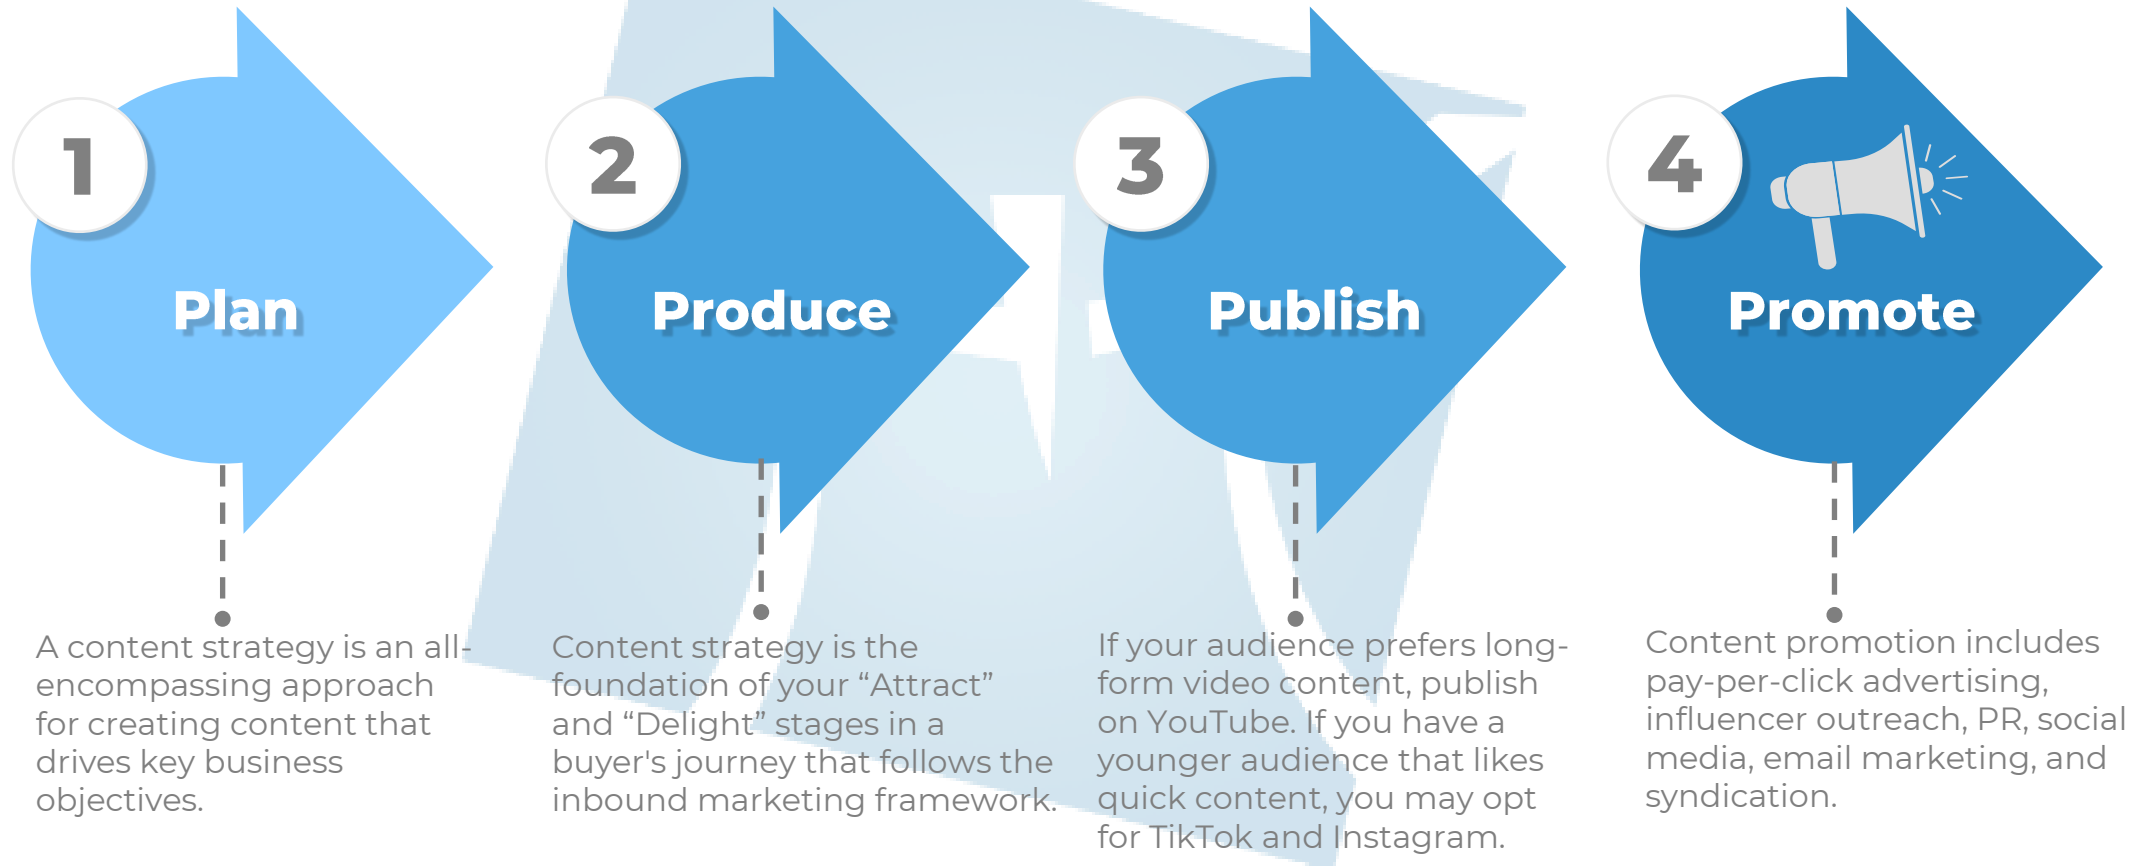 1
Plan
A content strategy is an all-
encompassing approach
for creating content that
drives key business
objectives.
2
Produce
Content strategy is the
foundation of your “Attract”
and “Delight” stages in a
buyer's journey that follows the
inbound marketing framework.
3
Publish
If your audience prefers long-
form video content, publish
on YouTube. If you have a
younger audience that likes
quick content, you may opt
for TikTok and Instagram.
4
Promote
Content promotion includes
pay-per-click advertising,
influencer outreach, PR, social
media, email marketing, and
syndication.